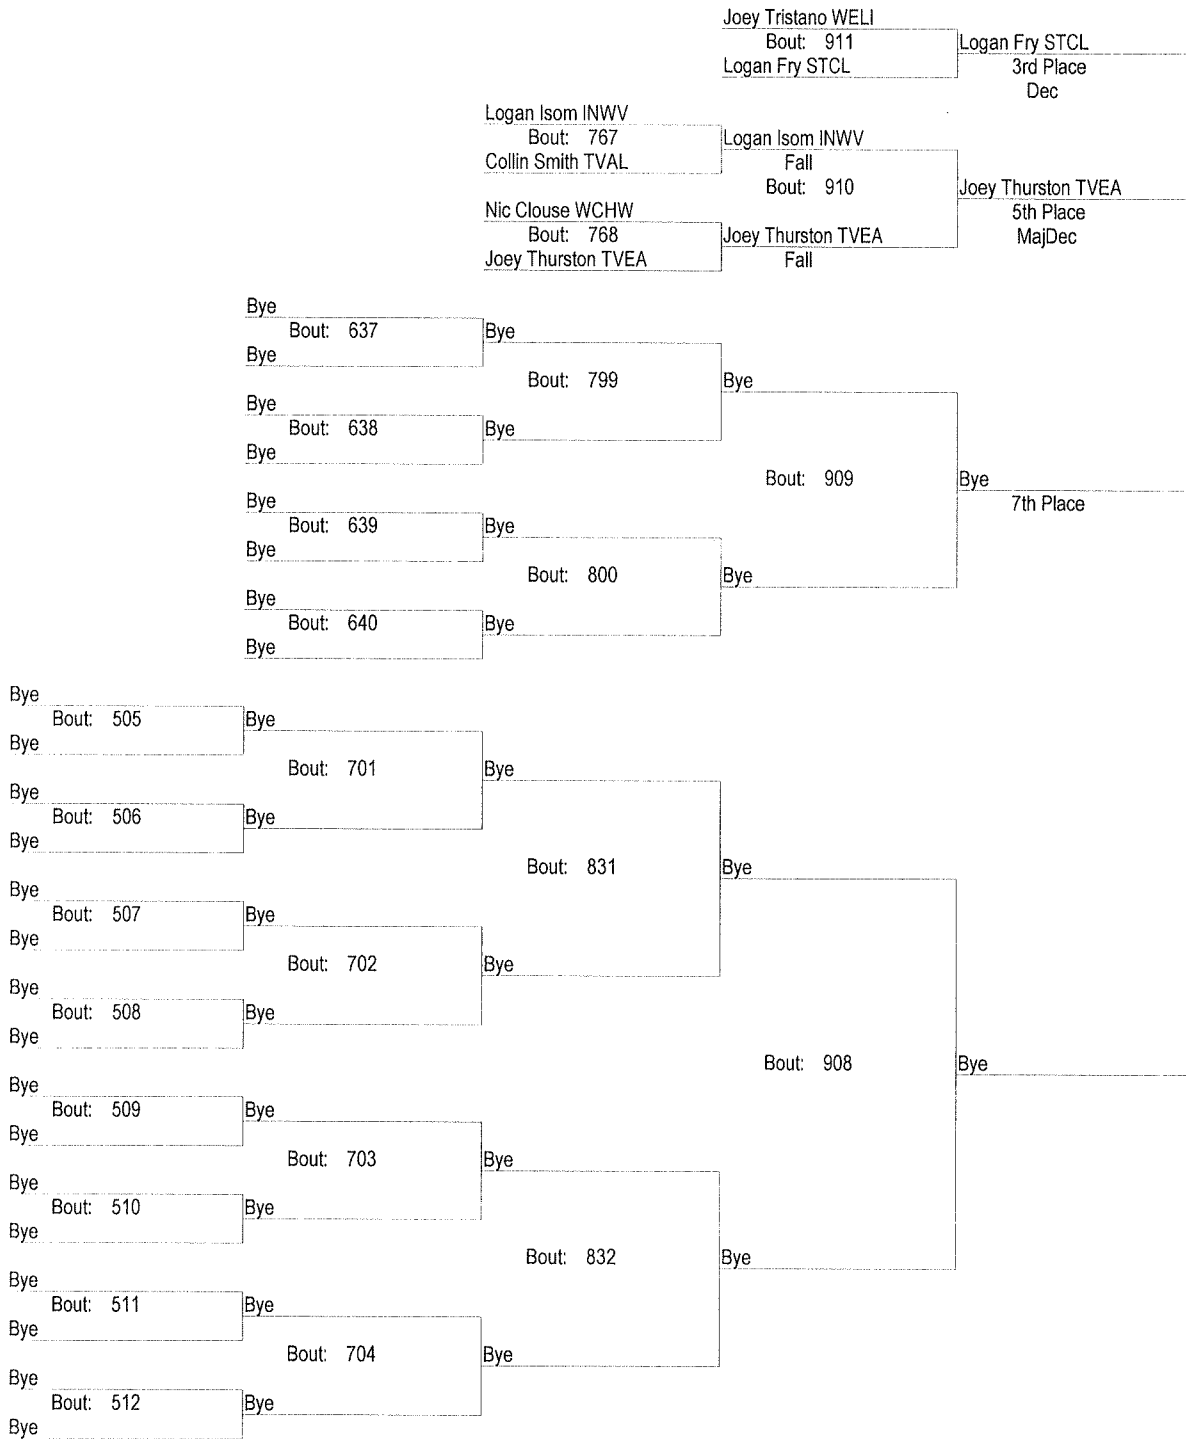 Joey Tristano WELI
Bout: 911
Logan Fry STCL
Logan Fry STCL
3rd Place
Dec
Logan Isom INWV
Bout: 767
Collin Smith TVAL
Logan Isom INWV
Fall
Bout: 910
Joey Thurston TVEA
5th Place
MajDec
Nic Clouse WCHW
Bout: 768
Joey Thurston TVEA
Joey Thurston TVEA
Fall
Bye
Bout: 637
Bye
Bye
Bout: 799
Bye
Bye
Bout: 638
Bye
Bye
Bout: 909
Bye
7th Place
Bye
Bout: 639
Bye
Bye
Bout: 800
Bye
Bye
Bout: 640
Bye
Bye
Bye
Bout: 505
Bye
Bye
Bout: 701
Bye
Bye
Bout: 506
Bye
Bye
Bout: 831
Bye
Bye
Bout: 507
Bye
Bye
Bout: 702
Bye
Bye
Bout: 508
Bye
Bye
Bout: 908
Bye
Bye
Bout: 509
Bye
Bye
Bout: 703
Bye
Bye
Bout: 510
Bye
Bye
Bout: 832
Bye
Bye
Bout: 511
Bye
Bye
Bout: 704
Bye
Bye
Bout: 512
Bye
Bye